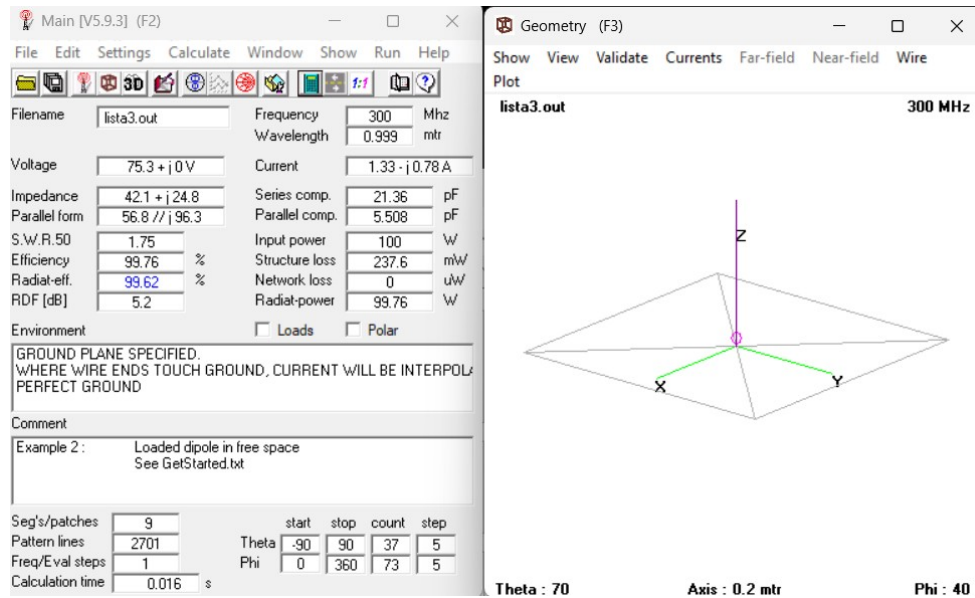 Main [V5.9.3] (F2)
File Edit Settings Calculate Window Show Run Help
3D 1:1
Filename lista3.out Frequency 300 Mhz
Wavelength 0.999 mtr
Voltage 75.3 + j 0 V Current 1.33 - j 0.78 A
Impedance 42.1 + j 24.8 Series comp. 21.36 pF
Parallel form 56.8 // j 96.3 Parallel comp. 5.508 pF
S.W.R.50 1.75 Input power 100 W
Efficiency 99.76 % Structure loss 237.6 mW
Radiat-eff. 99.62 % Network loss 0 uW
RDF [dB] 5.2 Radiat-power 99.76 W
Environment Loads Polar
GROUND PLANE SPECIFIED.
WHERE WIRE ENDS TOUCH GROUND, CURRENT WILL BE INTERPOLA
PERFECT GROUND
Comment
Example 2 : Loaded dipole in free space
See GetStarted.txt
Seg's/patches 9 start stop count step
Pattern lines 2701 Theta -90 90 37 5
Freq/Eval steps 1 Phi 0 360 73 5
Calculation time 0.016 s
Geometry (F3)
Show View Validate Currents Far-field Near-field Wire
Plot
lista3.out 300 MHz
Z
X Y
Theta : 70 Axis : 0.2 mtr Phi : 40